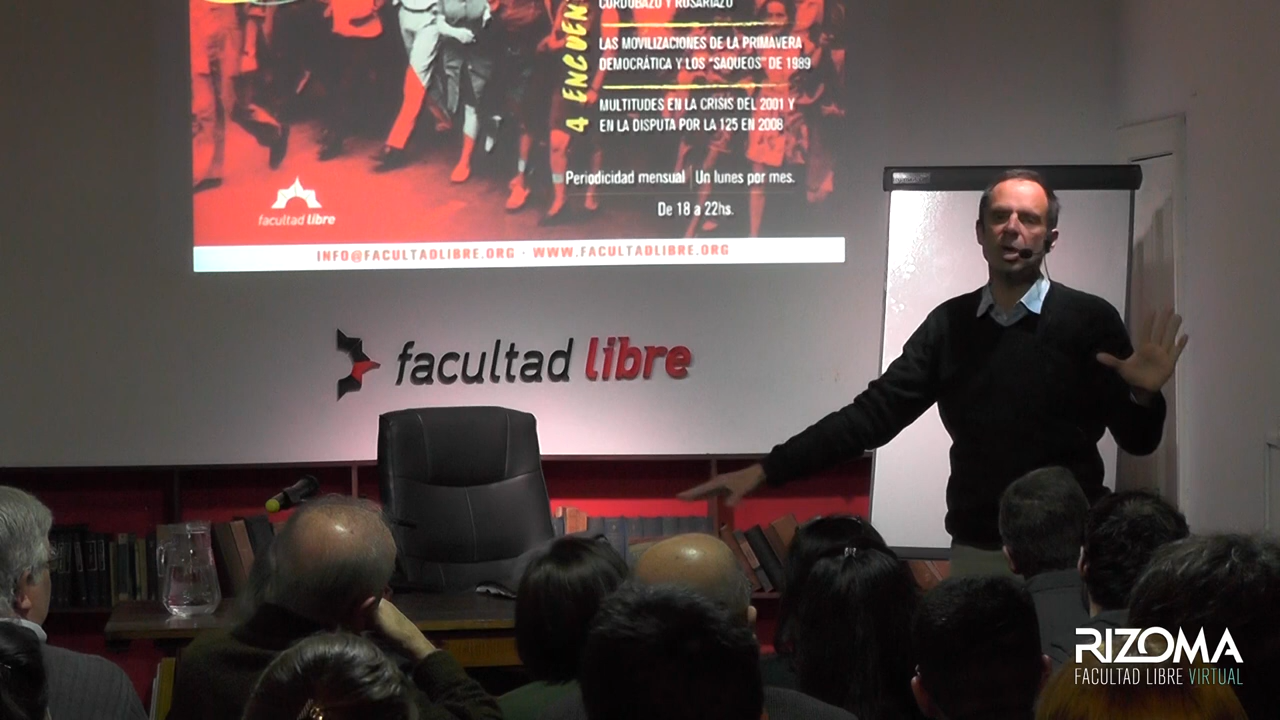 CORDOBAZO Y ROSARIAZO
LAS MOVILIZACIONES DE LA PRIMAVERA
DEMOCRÁTICA Y LOS "SAQUEOS" DE 1989
4 ENCUEN
MULTITUDES EN LA CRISIS DEL 2001 Y
EN LA DISPUTA POR LA 125 EN 2008
Periodicidad mensual | Un lunes por mes.
De 18 a 22hs.
facultad libre
INFO@FACULTADLIBRE.ORG · WWW.FACULTADLIBRE.ORG
facultad libre
RIZOMA
FACULTAD LIBRE VIRTUAL